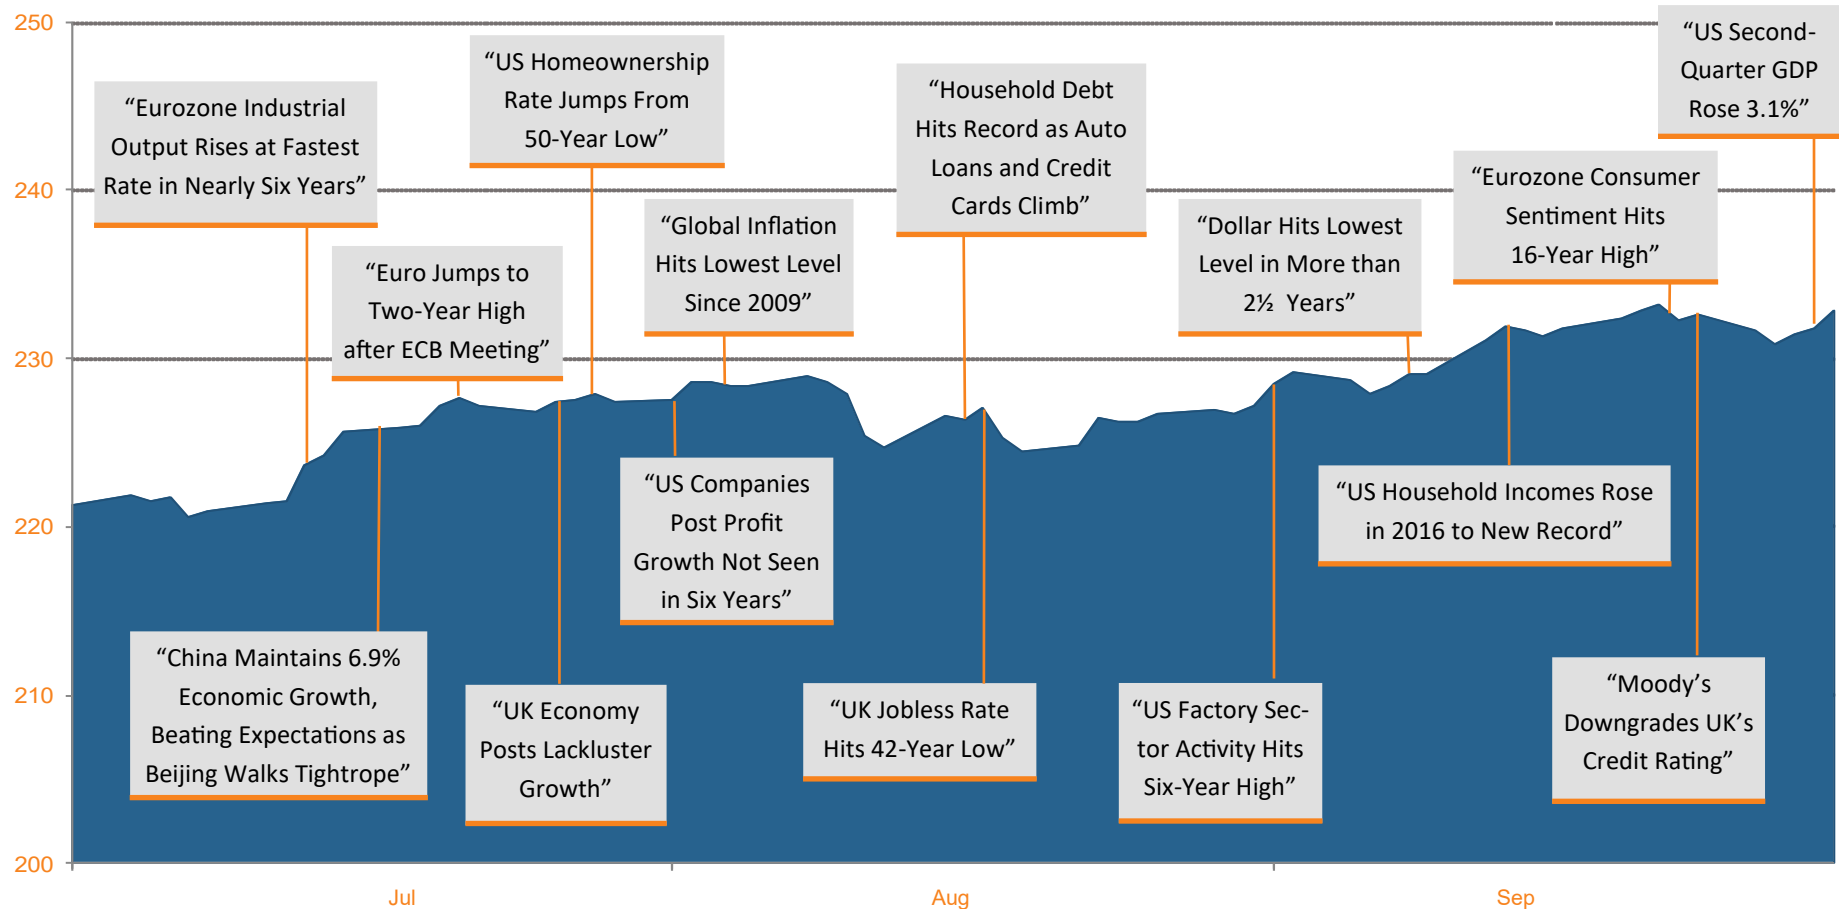 250
240
230
220
210
200
“Eurozone Industrial
Output Rises at Fastest
Rate in Nearly Six Years”
“Euro Jumps to
Two-Year High
after ECB Meeting”
“US Homeownership
Rate Jumps From
50-Year Low”
“Global Inflation
Hits Lowest Level
Since 2009”
“Household Debt
Hits Record as Auto
Loans and Credit
Cards Climb”
“Dollar Hits Lowest
Level in More than
2½ Years”
“Eurozone Consumer
Sentiment Hits
16-Year High”
“US Second-
Quarter GDP
Rose 3.1%”
“China Maintains 6.9%
Economic Growth,
Beating Expectations as
Beijing Walks Tightrope”
“UK Economy
Posts Lackluster
Growth”
“US Companies
Post Profit
Growth Not Seen
in Six Years”
“UK Jobless Rate
Hits 42-Year Low”
“US Factory Sec-
tor Activity Hits
Six-Year High”
“US Household Incomes Rose
in 2016 to New Record”
“Moody’s
Downgrades UK’s
Credit Rating”
Jul
Aug
Sep